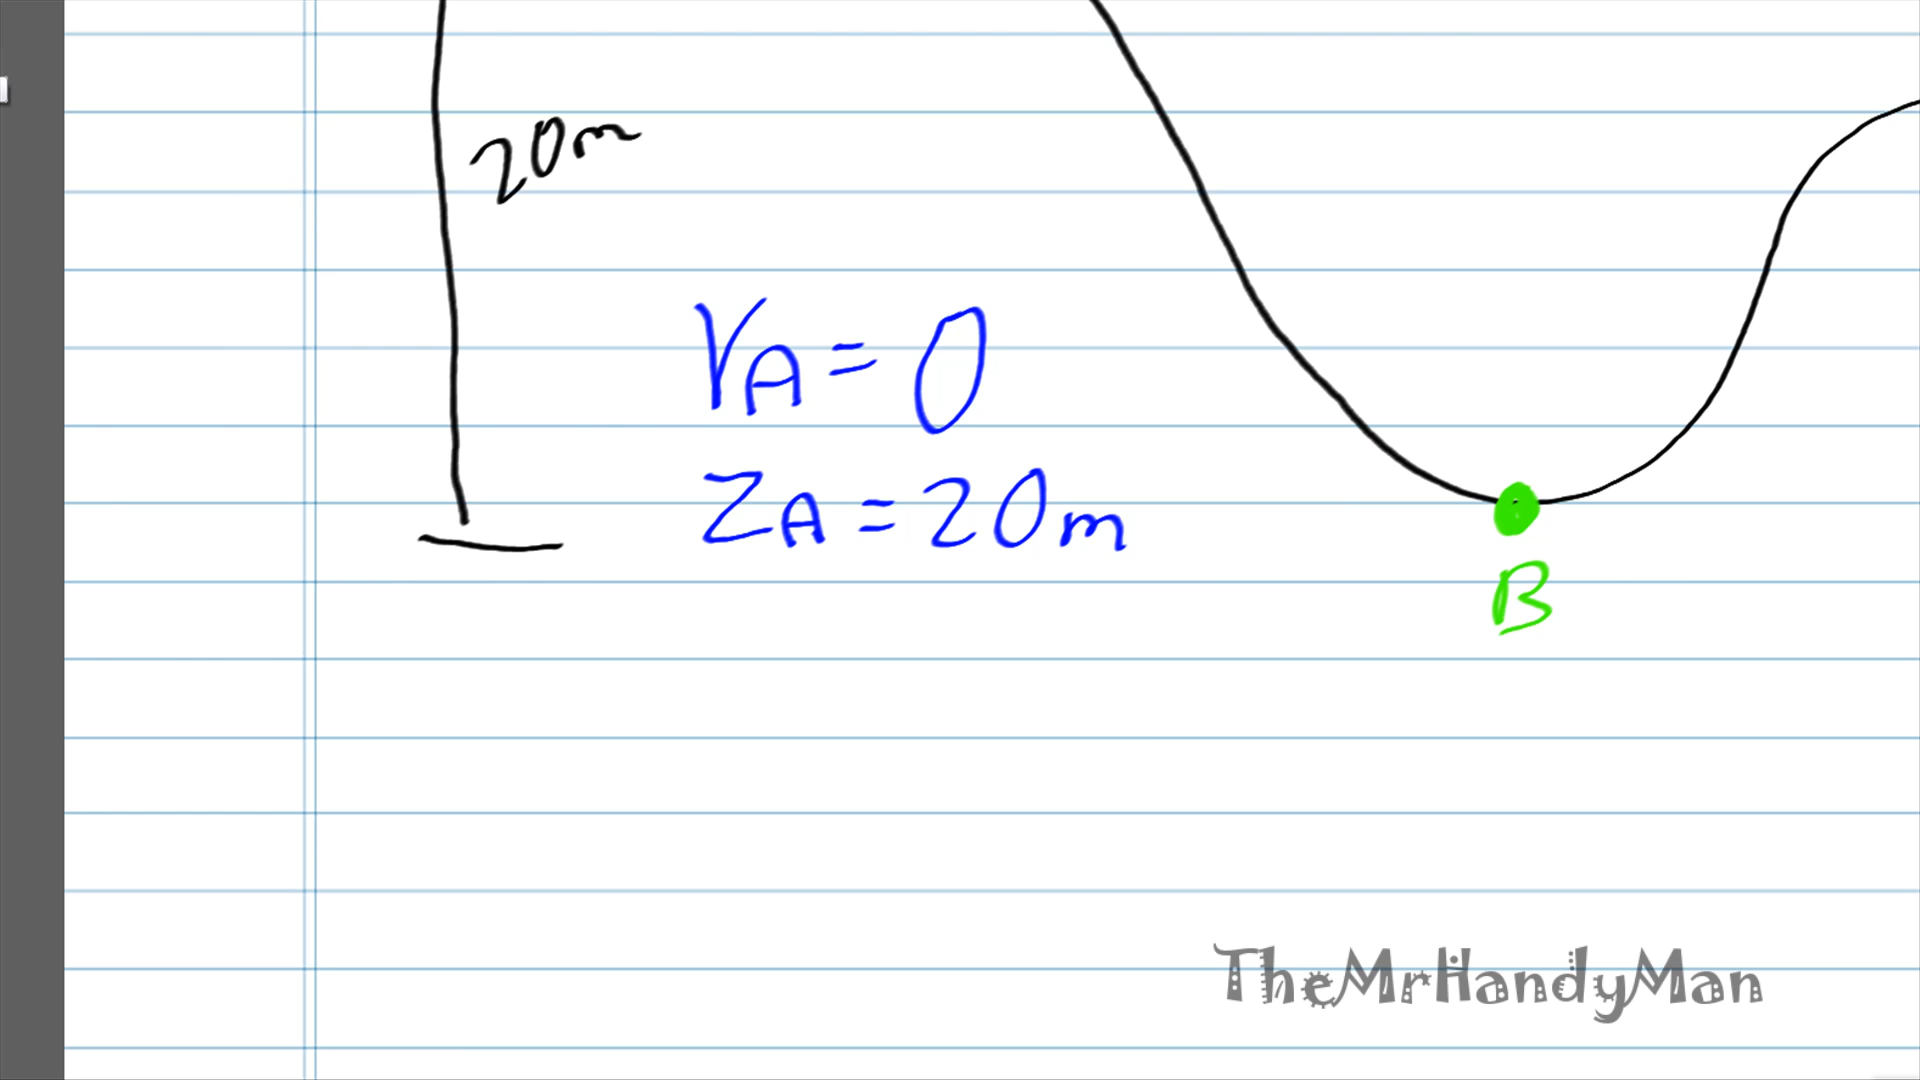 20m
VA = 0
ZA = 20m
B
TheMrHandyMan